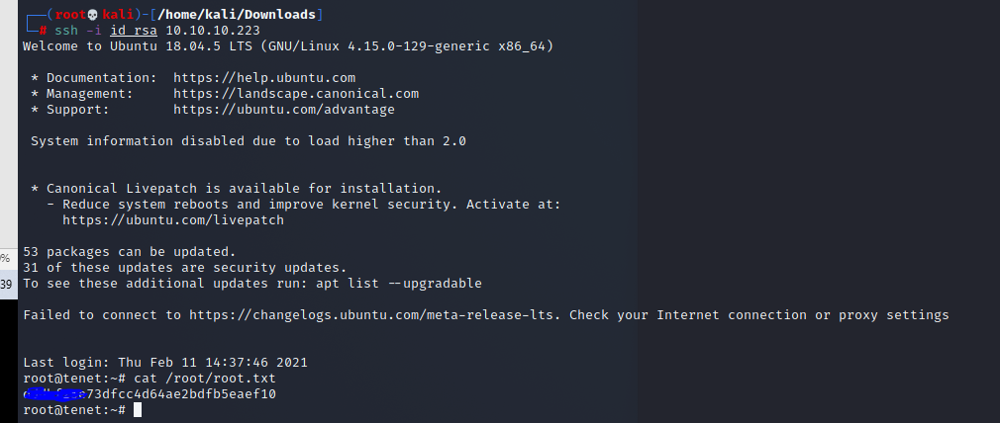 (root💀kali)-[/home/kali/Downloads]
# ssh -i id_rsa 10.10.10.223
Welcome to Ubuntu 18.04.5 LTS (GNU/Linux 4.15.0-129-generic x86_64)
* Documentation:  https://help.ubuntu.com
* Management:     https://landscape.canonical.com
* Support:        https://ubuntu.com/advantage
System information disabled due to load higher than 2.0
* Canonical Livepatch is available for installation.
- Reduce system reboots and improve kernel security. Activate at:
https://ubuntu.com/livepatch
53 packages can be updated.
%
31 of these updates are security updates.
39 To see these additional updates run: apt list --upgradable
Failed to connect to https://changelogs.ubuntu.com/meta-release-lts. Check your Internet connection or proxy settings
Last login: Thu Feb 11 14:37:46 2021
root@tenet:~# cat /root/root.txt
73dfcc4d64ae2bdfb5eaef10
root@tenet:~#